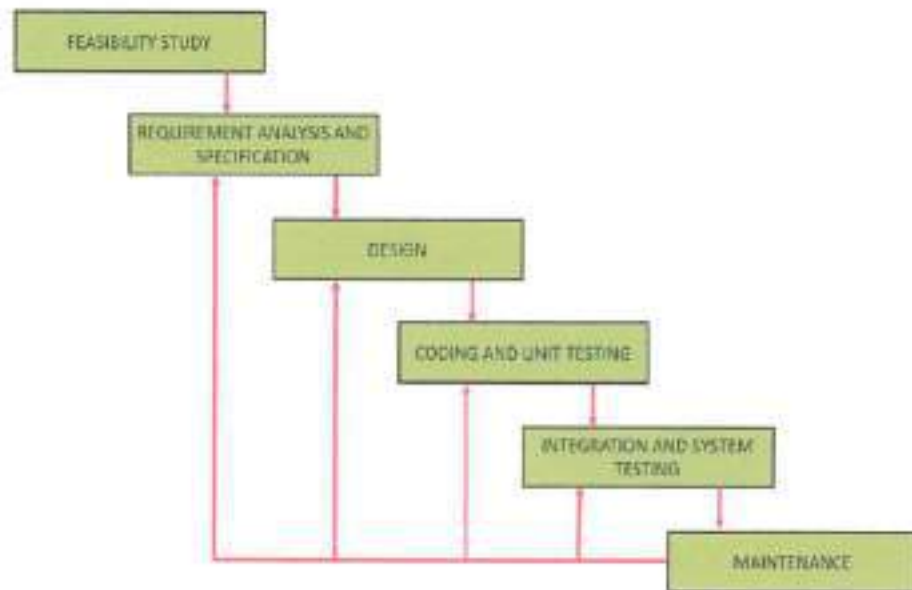 FEASIBILITY STUDY
REQUIREMENT ANALYSIS AND
SPECIFICATION
DESIGN
CODING AND UNIT TESTING
INTEGRATION AND SYSTEM
TESTING
MAINTENANCE